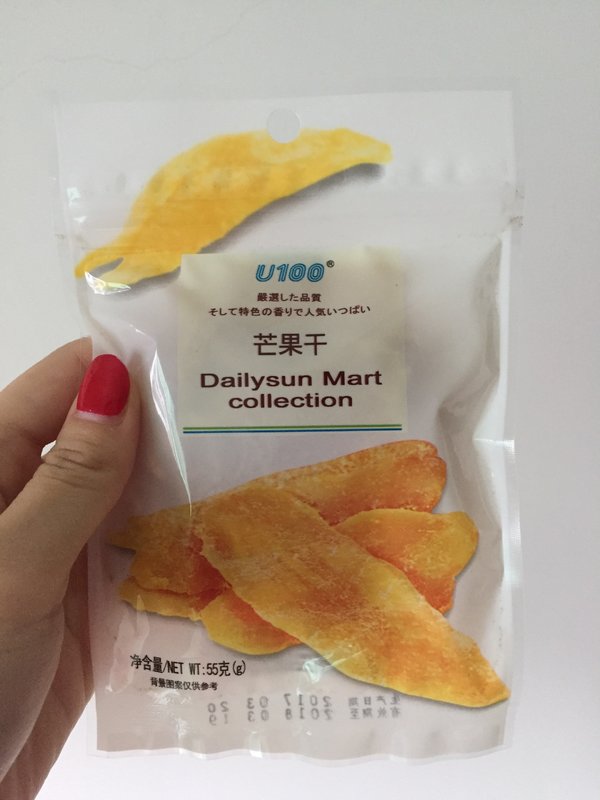 U100®
厳選した品質
そして特色の香りで人気いつぱい
芒果干
Dailysun Mart
collection
净含量/NET WT:55克(g)
背景图案仅供参考
生产日期 2017 03 20
有效期至 2018 03 19